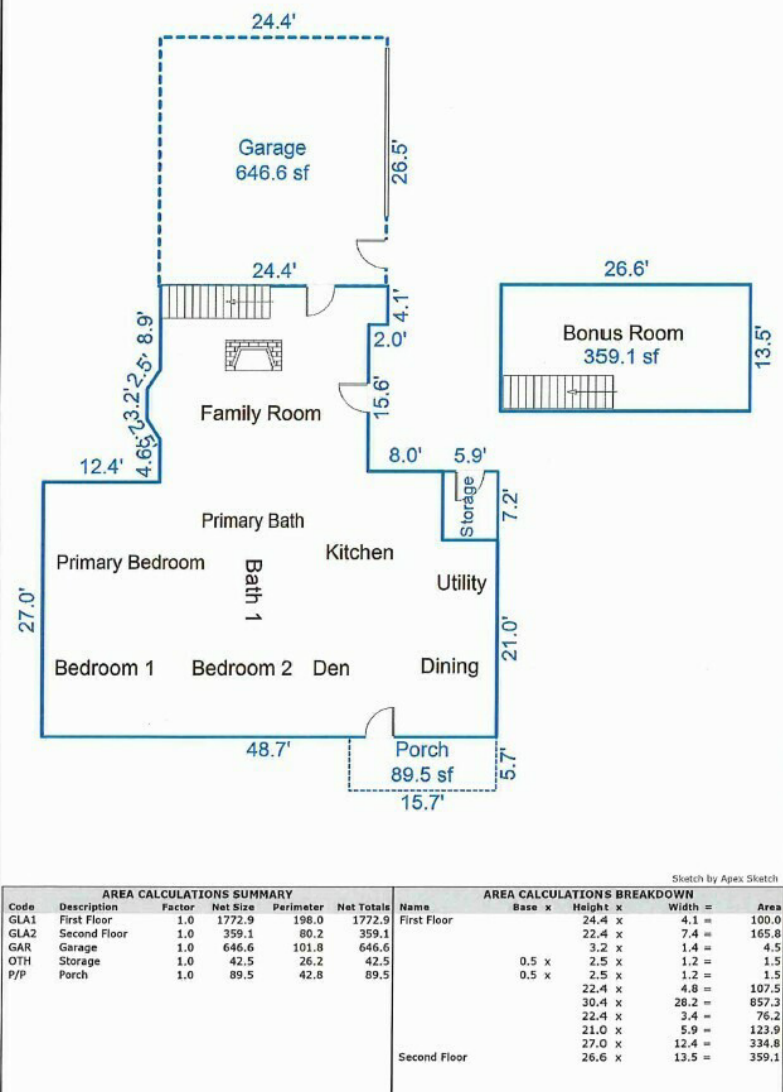 24.4'
Garage
646.6 sf
26.5'
24.4'
4.1'
2.0'
8.9'
2.5'
3.2'
4.6'
15.6'
Family Room
26.6'
Bonus Room
359.1 sf
13.5'
12.4'
8.0'
5.9'
Storage
7.2'
Primary Bath
Kitchen
Primary Bedroom
Bath 1
Utility
27.0'
21.0'
Bedroom 1
Bedroom 2
Den
Dining
48.7'
Porch
89.5 sf
5.7'
15.7'
Sketch by Apex Sketch
AREA CALCULATIONS SUMMARY
Code Description Factor Net Size Perimeter Net Totals
GLA1 First Floor 1.0 1772.9 198.0 1772.9
GLA2 Second Floor 1.0 359.1 80.2 359.1
GAR Garage 1.0 646.6 101.8 646.6
OTH Storage 1.0 42.5 26.2 42.5
P/P Porch 1.0 89.5 42.8 89.5
AREA CALCULATIONS BREAKDOWN
Name Base x Height x Width = Area
First Floor 24.4 x 4.1 = 100.0
22.4 x 7.4 = 165.8
3.2 x 1.4 = 4.5
0.5 x 2.5 x 1.2 = 1.5
0.5 x 2.5 x 1.2 = 1.5
22.4 x 4.8 = 107.5
30.4 x 28.2 = 857.3
22.4 x 3.4 = 76.2
21.0 x 5.9 = 123.9
27.0 x 12.4 = 334.8
Second Floor 26.6 x 13.5 = 359.1